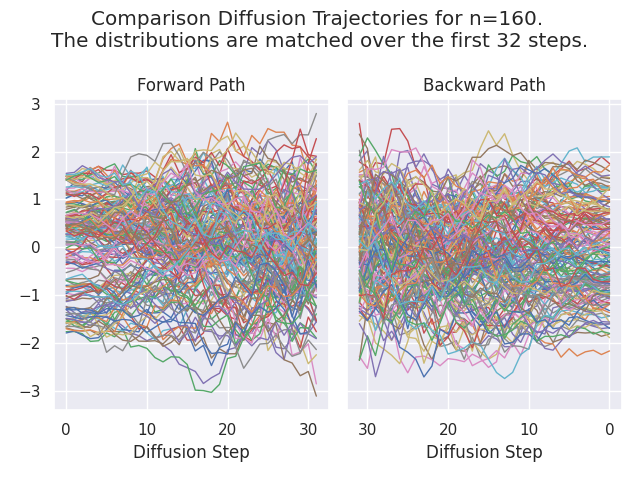 Comparison Diffusion Trajectories for n=160.
The distributions are matched over the first 32 steps.
Forward Path
Backward Path
3
2
1
0
−1
−2
−3
0 10 20 30
30 20 10 0
Diffusion Step
Diffusion Step